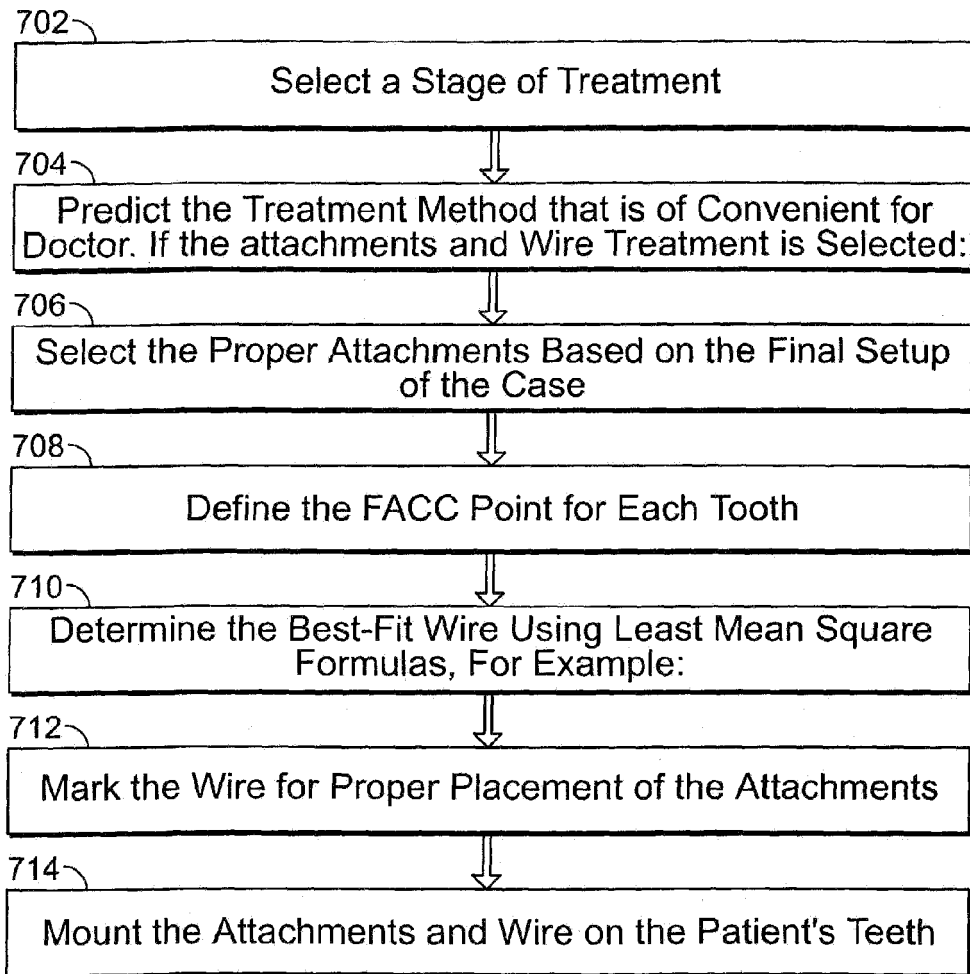 702
Select a Stage of Treatment
704
Predict the Treatment Method that is of Convenient for
Doctor. If the attachments and Wire Treatment is Selected:
706
Select the Proper Attachments Based on the Final Setup
of the Case
708
Define the FACC Point for Each Tooth
710
Determine the Best-Fit Wire Using Least Mean Square
Formulas, For Example:
712
Mark the Wire for Proper Placement of the Attachments
714
Mount the Attachments and Wire on the Patient's Teeth